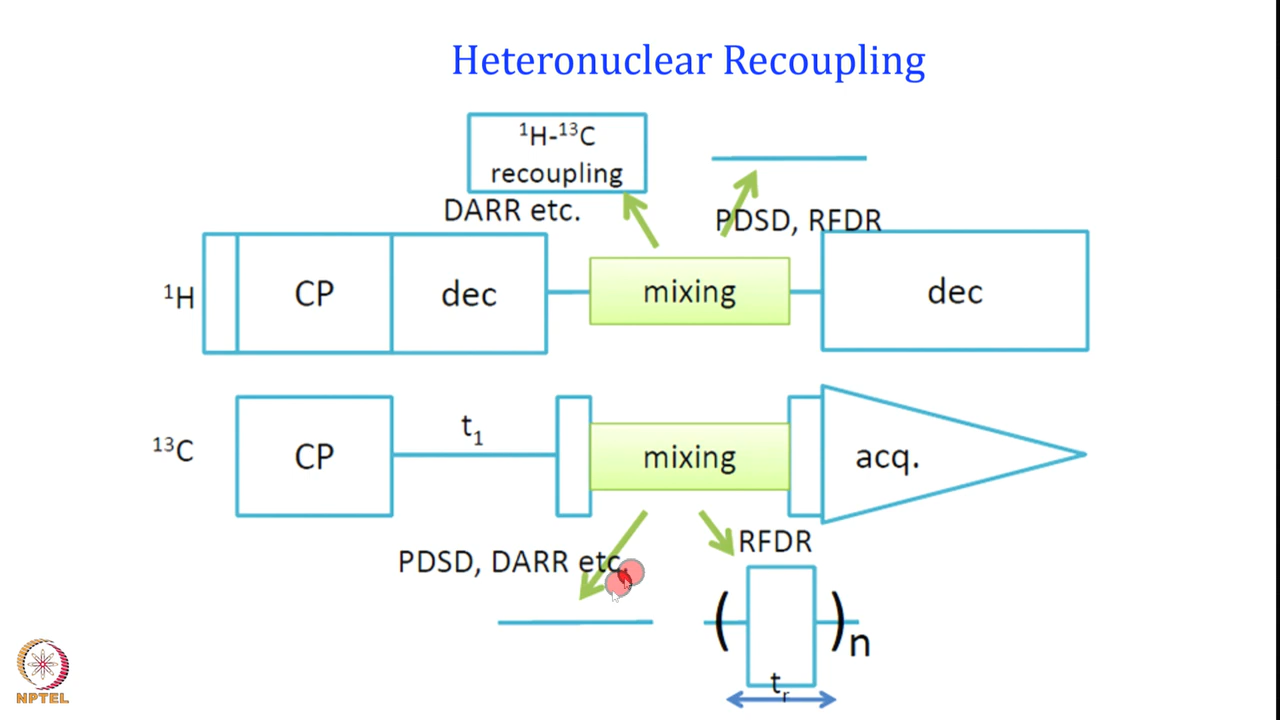 Heteronuclear Recoupling
¹H-¹³C
recoupling
DARR etc.
PDSD, RFDR
¹H
CP
dec
mixing
dec
¹³C
CP
t₁
mixing
acq.
PDSD, DARR etc.
RFDR
( )n
tᵣ
NPTEL